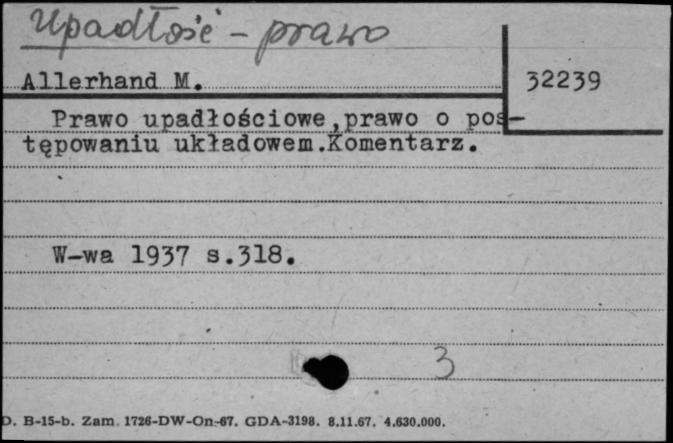 Upadłość - prawo
Allerhand M.
32239
Prawo upadłościowe,prawo o pos-
tępowaniu układowem.Komentarz.
W-wa 1937 s.318.
3
D. B-15-b. Zam. 1726-DW-On-67. GDA-3198. 8.11.67. 4.630.000.